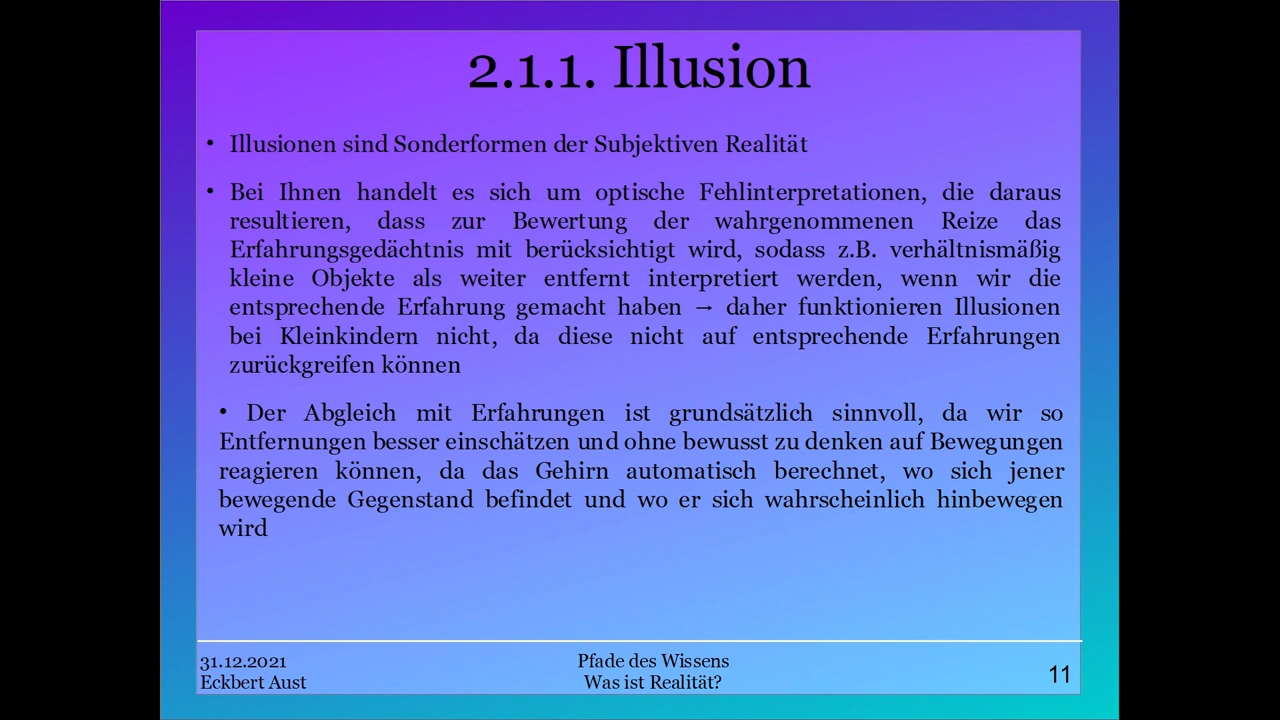 2.1.1. Illusion
• Illusionen sind Sonderformen der Subjektiven Realität
• Bei Ihnen handelt es sich um optische Fehlinterpretationen, die daraus
resultieren, dass zur Bewertung der wahrgenommenen Reize das
Erfahrungsgedächtnis mit berücksichtigt wird, sodass z.B. verhältnismäßig
kleine Objekte als weiter entfernt interpretiert werden, wenn wir die
entsprechende Erfahrung gemacht haben → daher funktionieren Illusionen
bei Kleinkindern nicht, da diese nicht auf entsprechende Erfahrungen
zurückgreifen können
• Der Abgleich mit Erfahrungen ist grundsätzlich sinnvoll, da wir so
Entfernungen besser einschätzen und ohne bewusst zu denken auf Bewegungen
reagieren können, da das Gehirn automatisch berechnet, wo sich jener
bewegende Gegenstand befindet und wo er sich wahrscheinlich hinbewegen
wird
31.12.2021
Eckbert Aust
Pfade des Wissens
Was ist Realität?
11